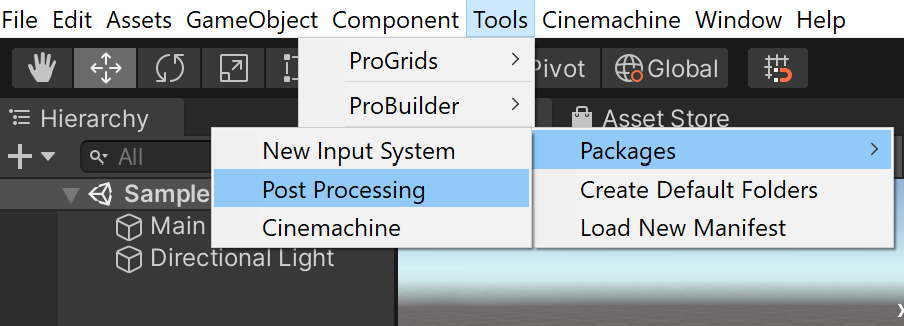 File Edit Assets GameObject Component Tools Cinemachine Window Help
ProGrids
Pivot
Global
ProBuilder
Hierarchy
Asset Store
All
New Input System
Packages
Sample
Post Processing
Create Default Folders
Main
Cinemachine
Load New Manifest
Directional Light
x